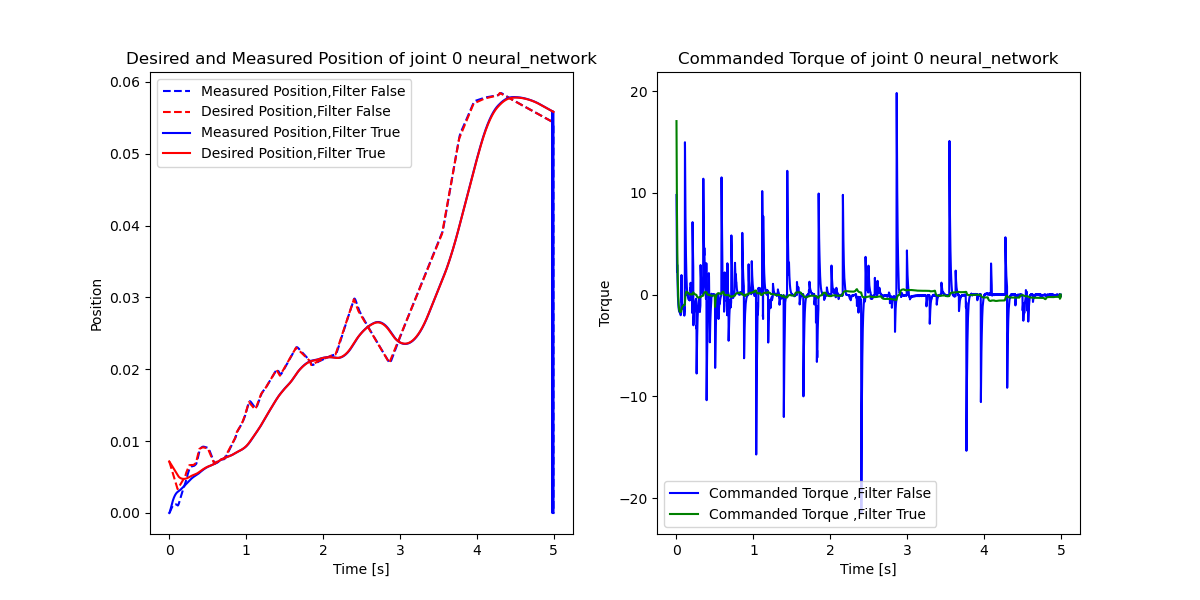 Desired and Measured Position of joint 0 neural_network
0.06
0.05
0.04
0.03
0.02
0.01
0.00
Position
0
1
2
3
4
5
Time [s]
Measured Position,Filter False
Desired Position,Filter False
Measured Position,Filter True
Desired Position,Filter True
Commanded Torque of joint 0 neural_network
20
10
0
−10
−20
Torque
0
1
2
3
4
5
Time [s]
Commanded Torque ,Filter False
Commanded Torque ,Filter True